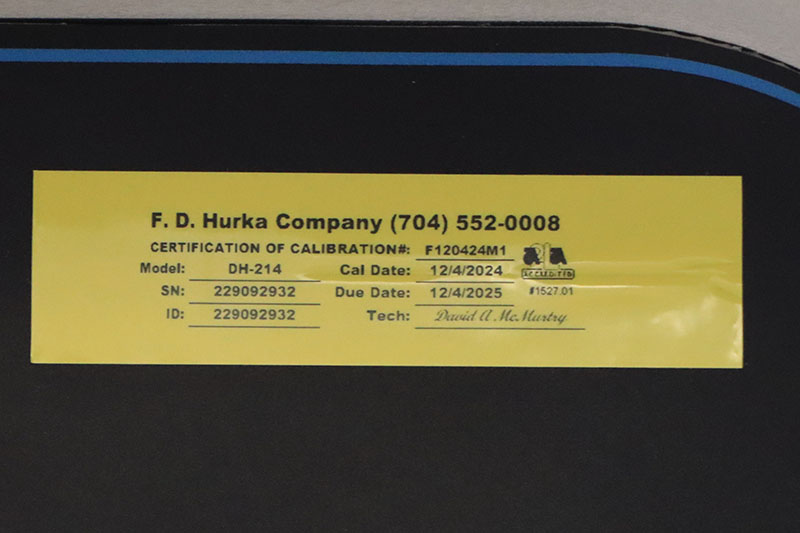 F. D. Hurka Company (704) 552-0008
CERTIFICATION OF CALIBRATION#: F120424M1
Model: DH-214 Cal Date: 12/4/2024
ACCREDITED
SN: 229092932 Due Date: 12/4/2025
#1527.01
ID: 229092932 Tech: David A McMurtry